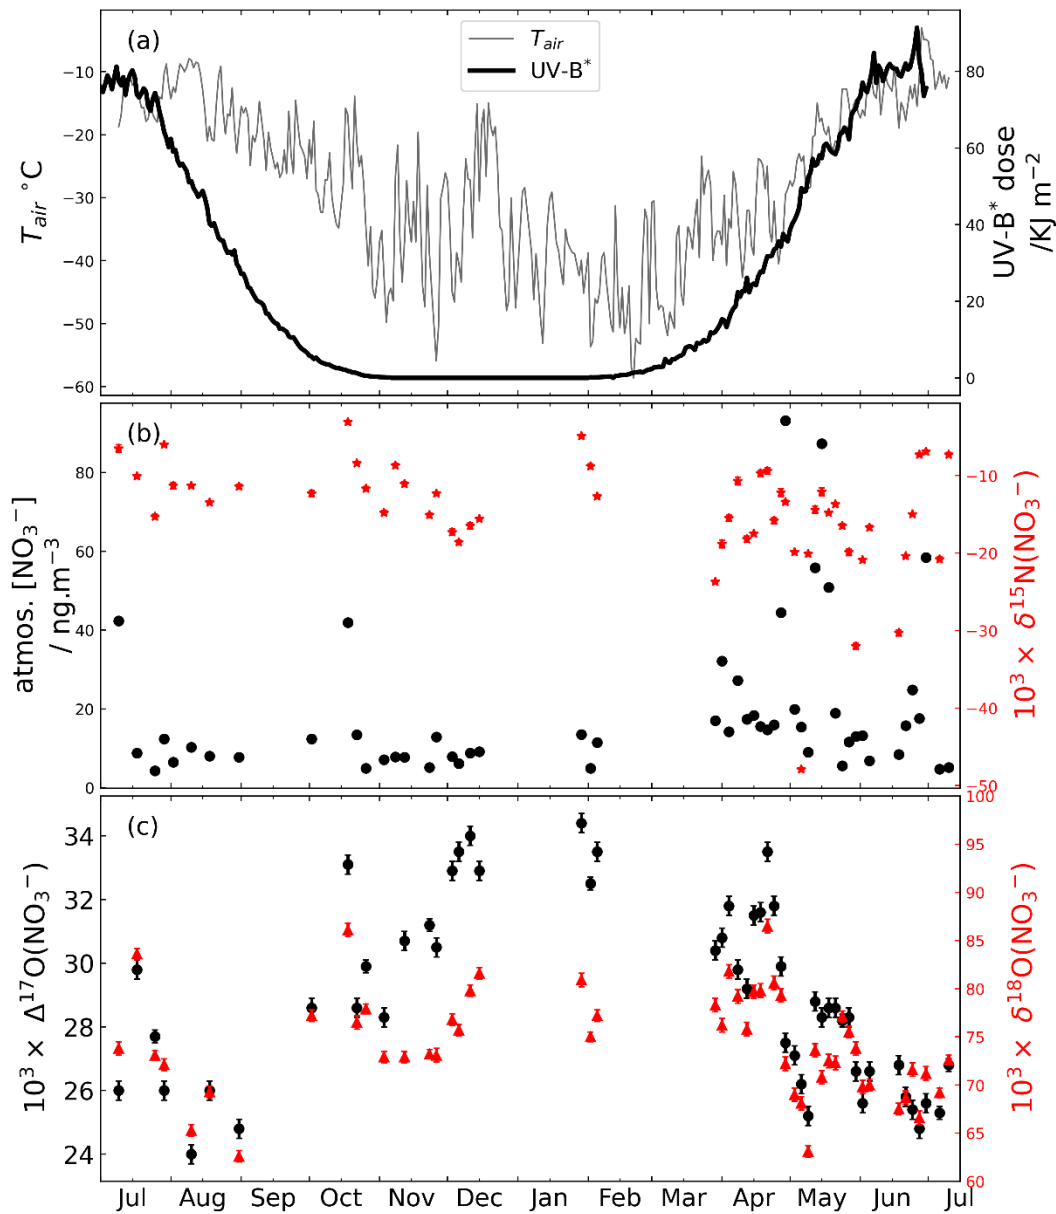 (a)
T_air
UV-B*
−10
−20
−30
−40
−50
−60
T_air °C
80
60
40
20
0
UV-B* dose
/KJ m⁻²
(b)
80
60
40
20
0
atmos. [NO₃⁻]
/ ng.m⁻³
−10
−20
−30
−40
−50
10³ × δ¹⁵N(NO₃⁻)
(c)
34
32
30
28
26
24
10³ × Δ¹⁷O(NO₃⁻)
100
95
90
85
80
75
70
65
60
10³ × δ¹⁸O(NO₃⁻)
Jul Aug Sep Oct Nov Dec Jan Feb Mar Apr May Jun Jul